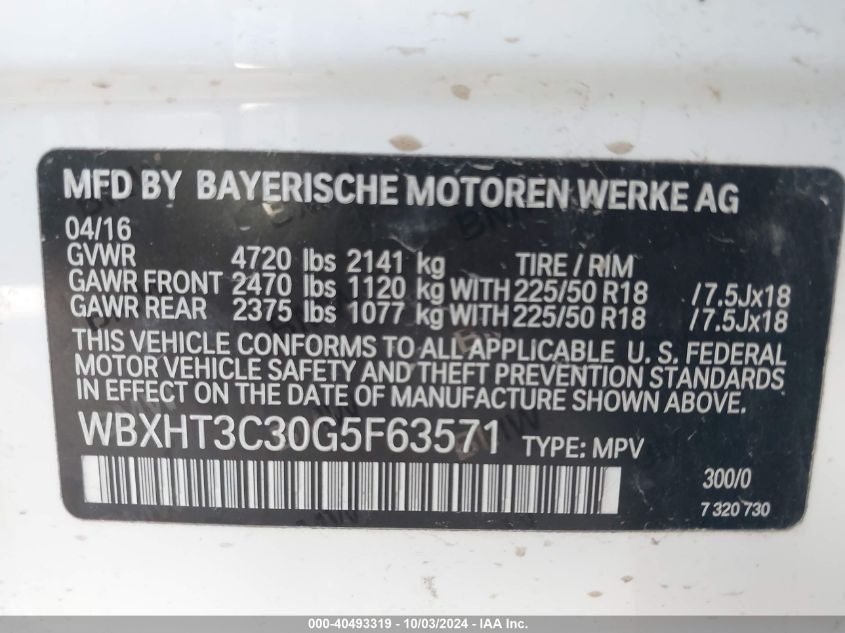 MFD BY BAYERISCHE MOTOREN WERKE AG
04/16
GVWR 4720 lbs 2141 kg TIRE / RIM
GAWR FRONT 2470 lbs 1120 kg WITH 225/50 R18 /7.5Jx18
GAWR REAR 2375 lbs 1077 kg WITH 225/50 R18 /7.5Jx18
THIS VEHICLE CONFORMS TO ALL APPLICABLE U. S. FEDERAL
MOTOR VEHICLE SAFETY AND THEFT PREVENTION STANDARDS
IN EFFECT ON THE DATE OF MANUFACTURE SHOWN ABOVE.
WBXHT3C30G5F63571 TYPE: MPV
300/0
7 320 730
000-40493319 - 10/03/2024 - IAA Inc.